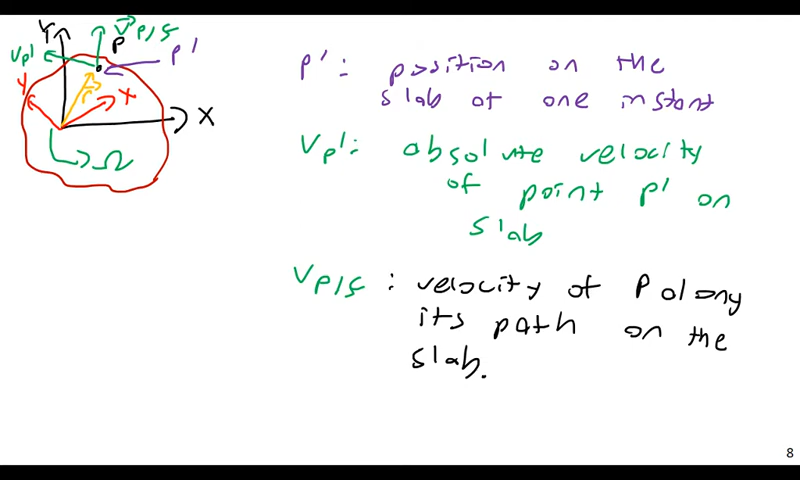 Y
V P/F
P
P'
Vp'
Y
r
x
X
Ω
P': position on the
slab at one instant
Vp': absolute velocity
of point p' on
slab
VP/F : velocity of P along
its path on the
slab.
8